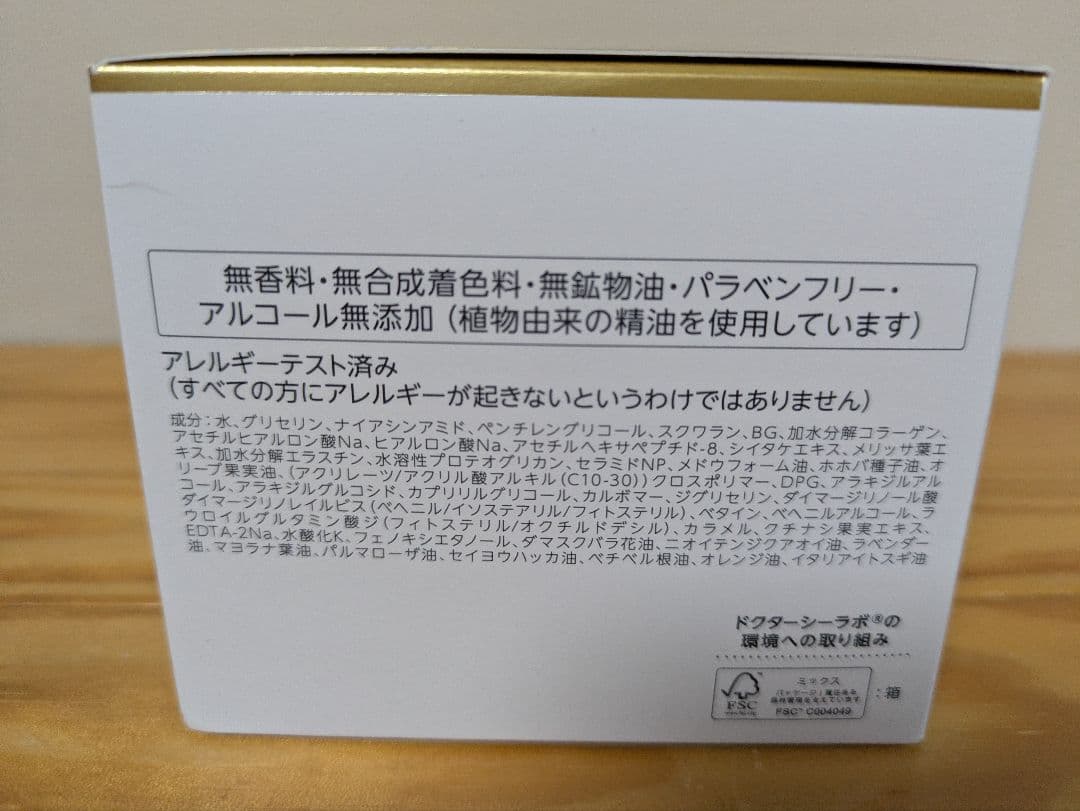 無香料・無合成着色料・無鉱物油・パラベンフリー・
アルコール無添加（植物由来の精油を使用しています）
アレルギーテスト済み
（すべての方にアレルギーが起きないというわけではありません）
成分：水、グリセリン、ナイアシンアミド、ペンチレングリコール、スクワラン、BG、加水分解コラーゲン、
アセチルヒアルロン酸Na、ヒアルロン酸Na、アセチルヘキサペプチド-8、シイタケエキス、メリッサ葉エ
キス、加水分解エラスチン、水溶性プロテオグリカン、セラミドNP、メドウフォーム油、ホホバ種子油、オ
リーブ果実油、（アクリレーツ/アクリル酸アルキル（C10-30））クロスポリマー、DPG、アラキジルアル
コール、アラキジルグルコシド、カプリリルグリコール、カルボマー、ジグリセリン、ダイマージリノール酸
ダイマージリノレイルビス（ベヘニル/イソステアリル/フィトステリル）、ベタイン、ベヘニルアルコール、ラ
ウロイルグルタミン酸ジ（フィトステリル/オクチルドデシル）、カラメル、クチナシ果実エキス、
EDTA-2Na、水酸化K、フェノキシエタノール、ダマスクバラ花油、ニオイテンジクアオイ油、ラベンダー
油、マヨラナ葉油、パルマローザ油、セイヨウハッカ油、ベチベル根油、オレンジ油、イタリアイトスギ油
ドクターシーラボ®の
環境への取り組み
FSC
ミックス
FSC™ C004049
：箱